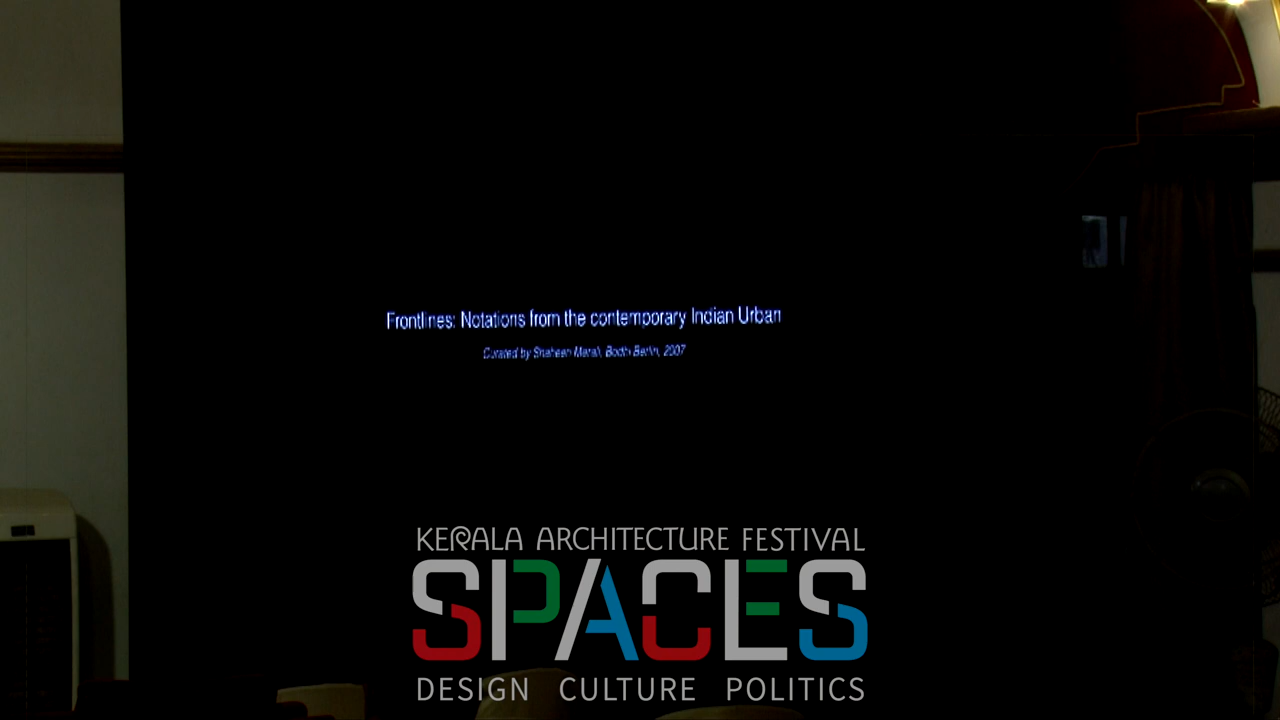 Frontlines: Notations from the contemporary Indian Urban
Curated by Shaheen Merali, Bodhi Berlin, 2007
KERALA ARCHITECTURE FESTIVAL
SPACES
DESIGN CULTURE POLITICS